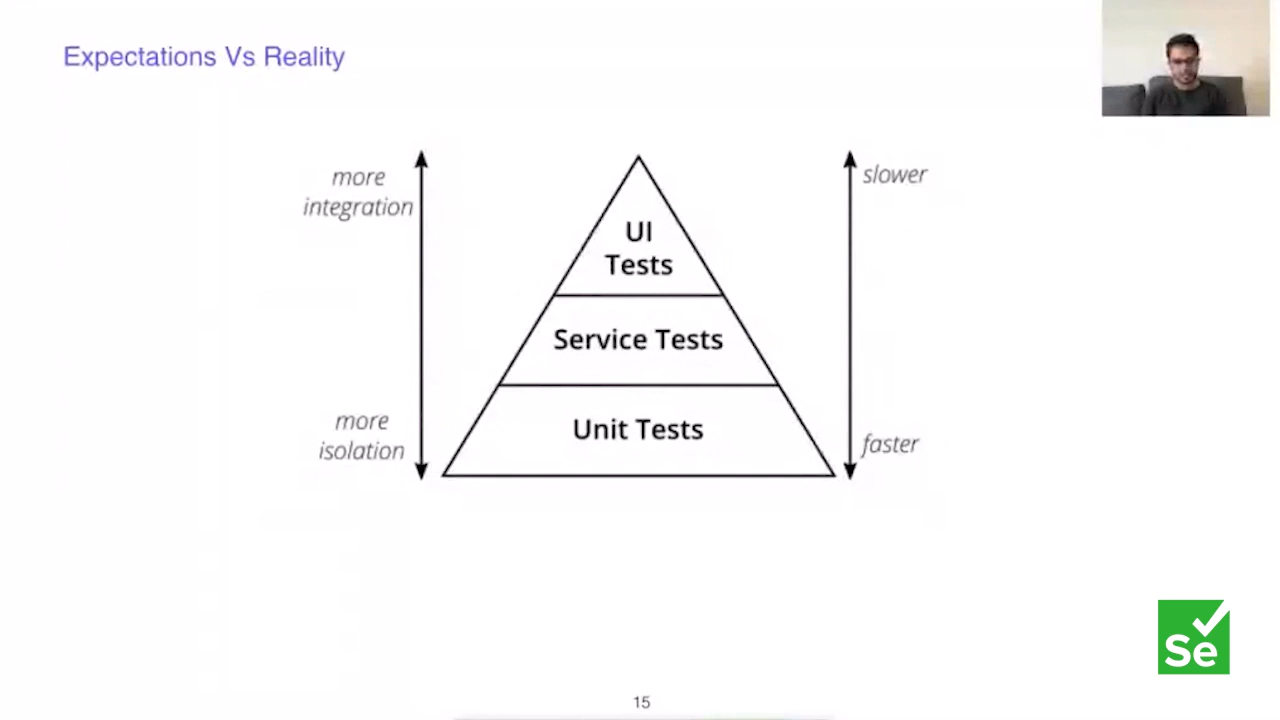 Expectations Vs Reality
more
integration
slower
UI
Tests
Service Tests
more
isolation
Unit Tests
faster
Se
15